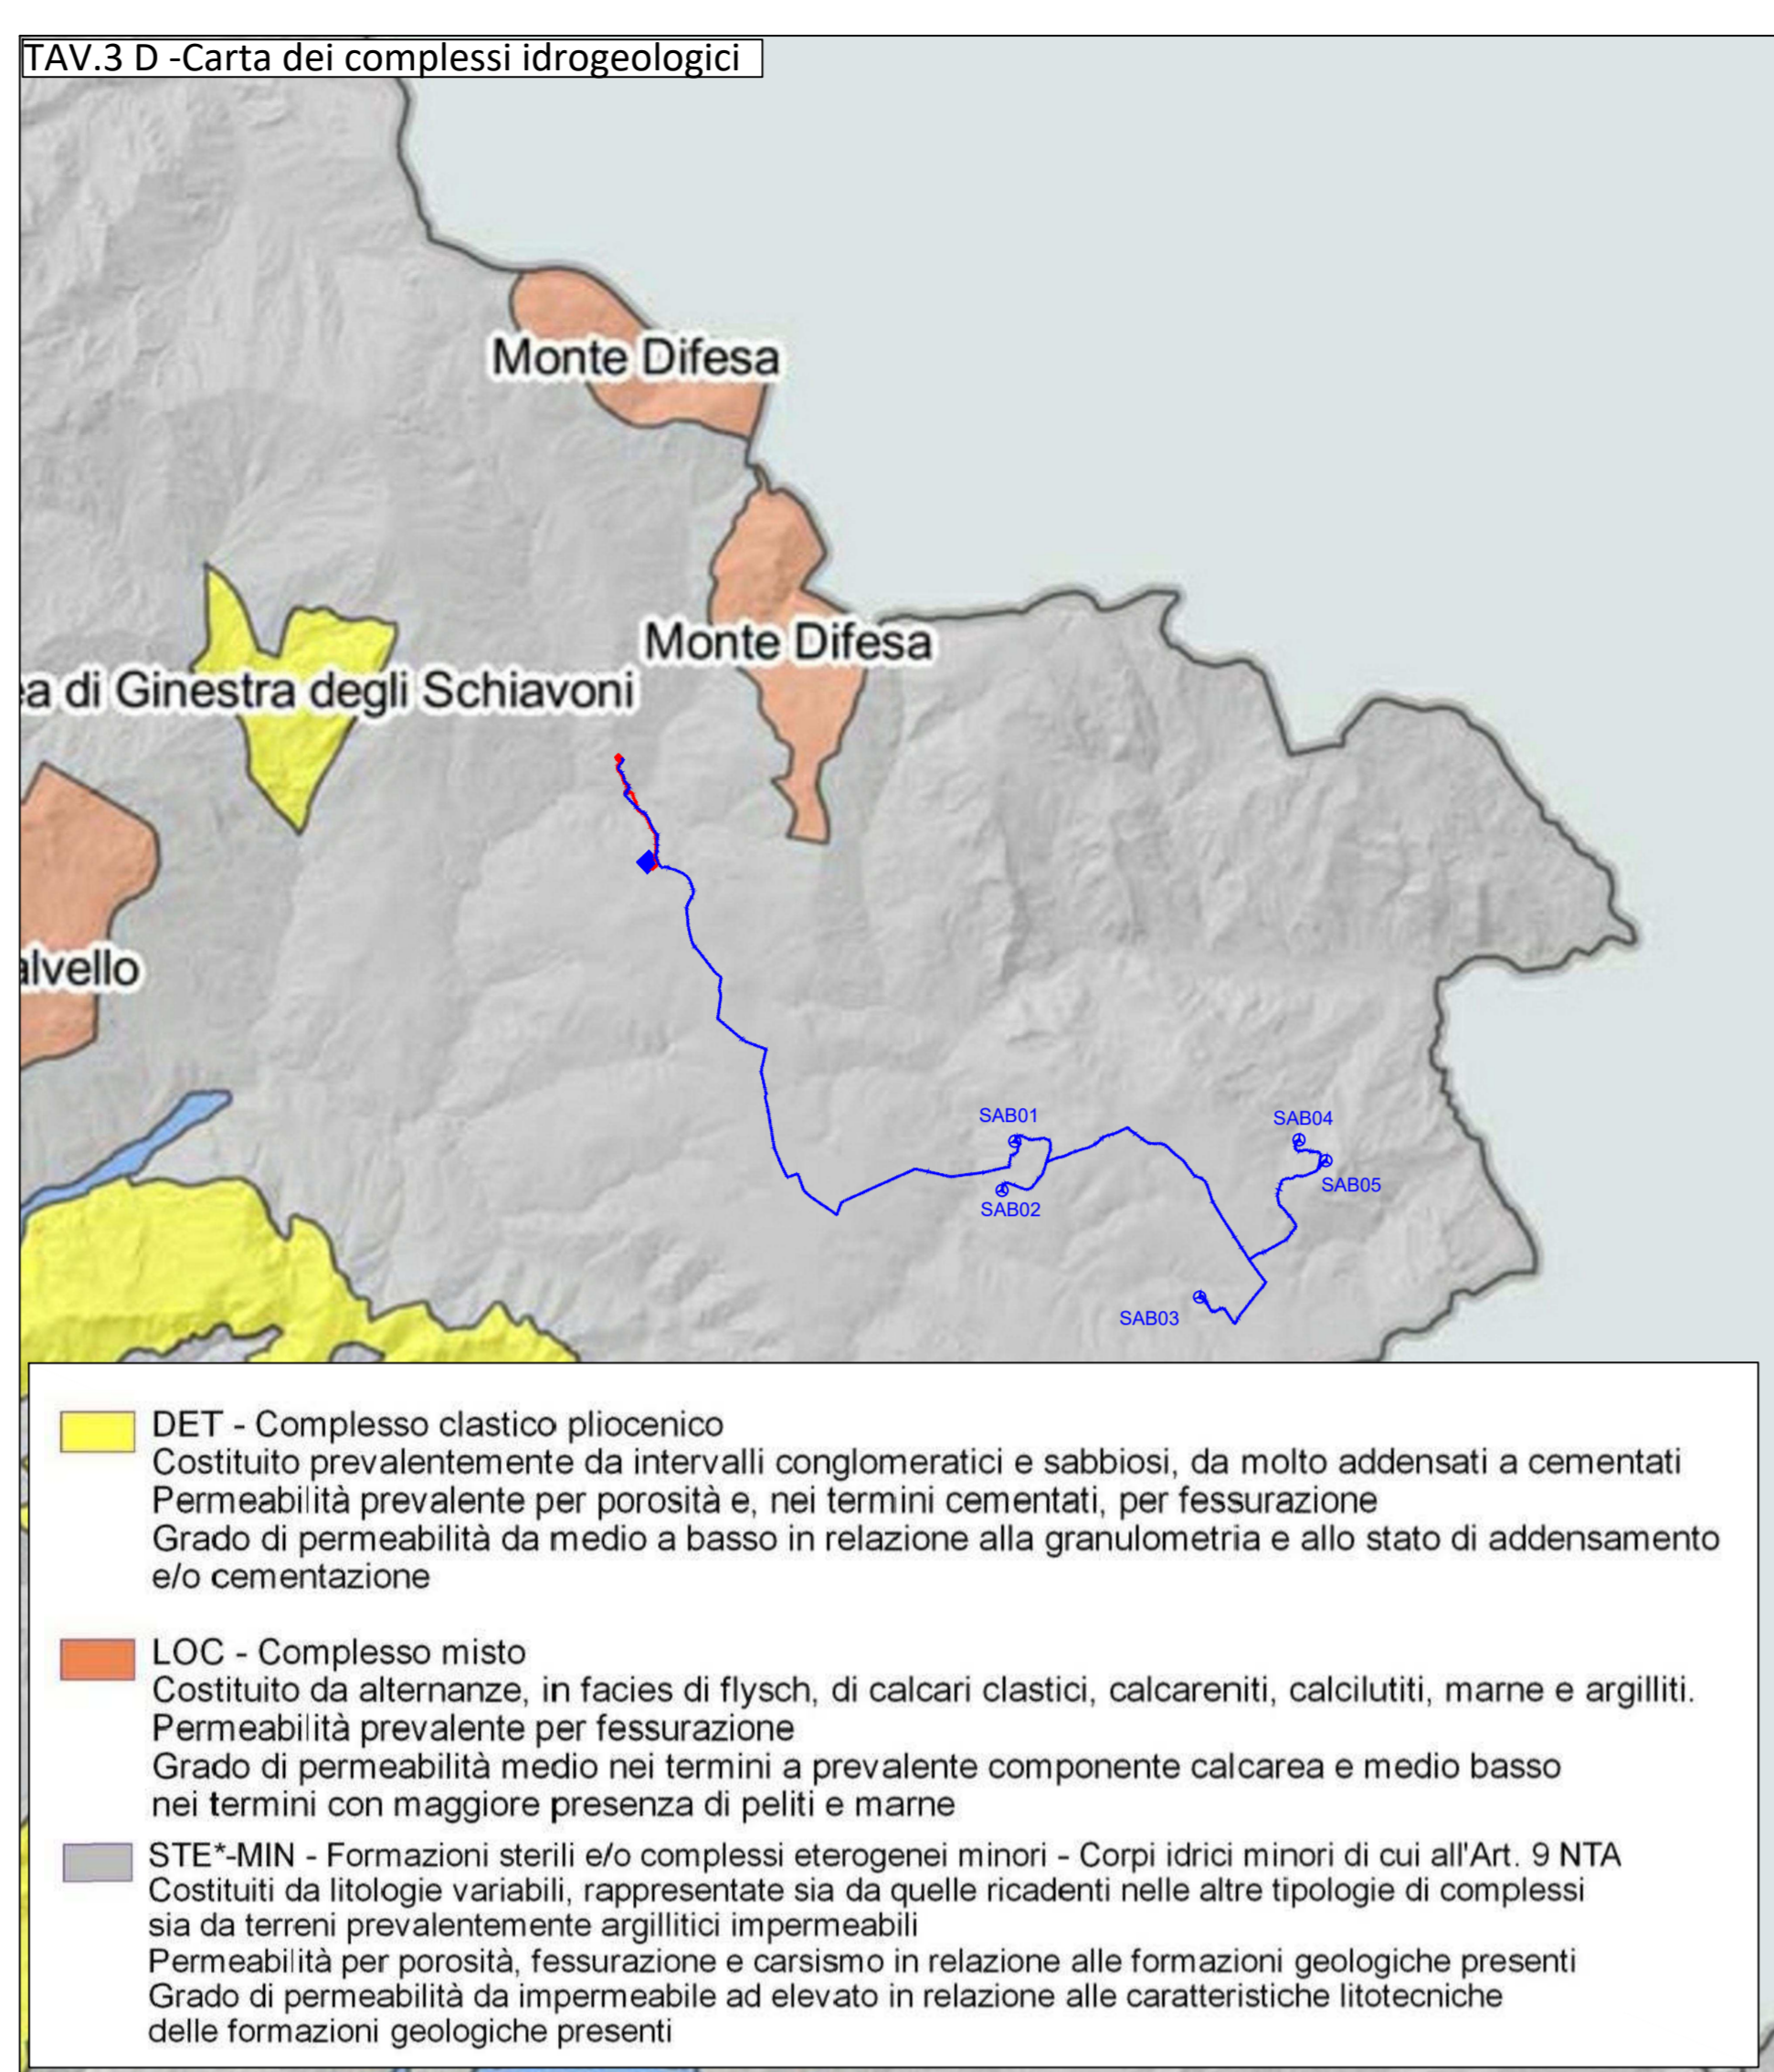 TAV.3 D -Carta dei complessi idrogeologici
Monte Difesa
Monte Difesa
a di Ginestra degli Schiavoni
alvello
SAB01
SAB04
SAB05
SAB02
SAB03
DET - Complesso clastico pliocenico
Costituito prevalentemente da intervalli conglomeratici e sabbiosi, da molto addensati a cementati
Permeabilità prevalente per porosità e, nei termini cementati, per fessurazione
Grado di permeabilità da medio a basso in relazione alla granulometria e allo stato di addensamento
e/o cementazione
LOC - Complesso misto
Costituito da alternanze, in facies di flysch, di calcari clastici, calcareniti, calcilutiti, marne e argilliti.
Permeabilità prevalente per fessurazione
Grado di permeabilità medio nei termini a prevalente componente calcarea e medio basso
nei termini con maggiore presenza di peliti e marne
STE*-MIN - Formazioni sterili e/o complessi eterogenei minori - Corpi idrici minori di cui all'Art. 9 NTA
Costituiti da litologie variabili, rappresentate sia da quelle ricadenti nelle altre tipologie di complessi
sia da terreni prevalentemente argillitici impermeabili
Permeabilità per porosità, fessurazione e carsismo in relazione alle formazioni geologiche presenti
Grado di permeabilità da impermeabile ad elevato in relazione alle caratteristiche litotecniche
delle formazioni geologiche presenti